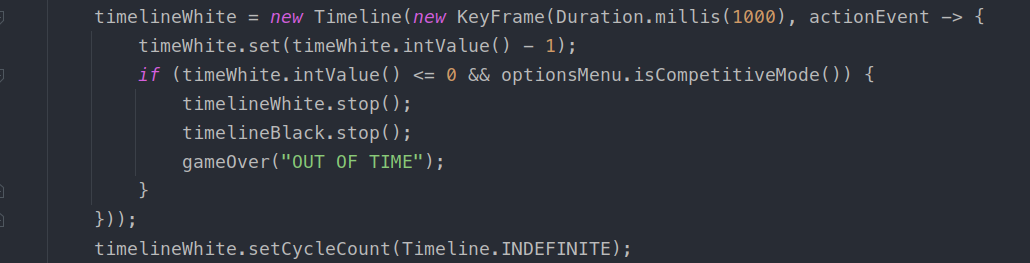 timelineWhite = new Timeline(new KeyFrame(Duration.millis(1000), actionEvent -> {
    timeWhite.set(timeWhite.intValue() - 1);
    if (timeWhite.intValue() <= 0 && optionsMenu.isCompetitiveMode()) {
        timelineWhite.stop();
        timelineBlack.stop();
        gameOver("OUT OF TIME");
    }
}));
timelineWhite.setCycleCount(Timeline.INDEFINITE);